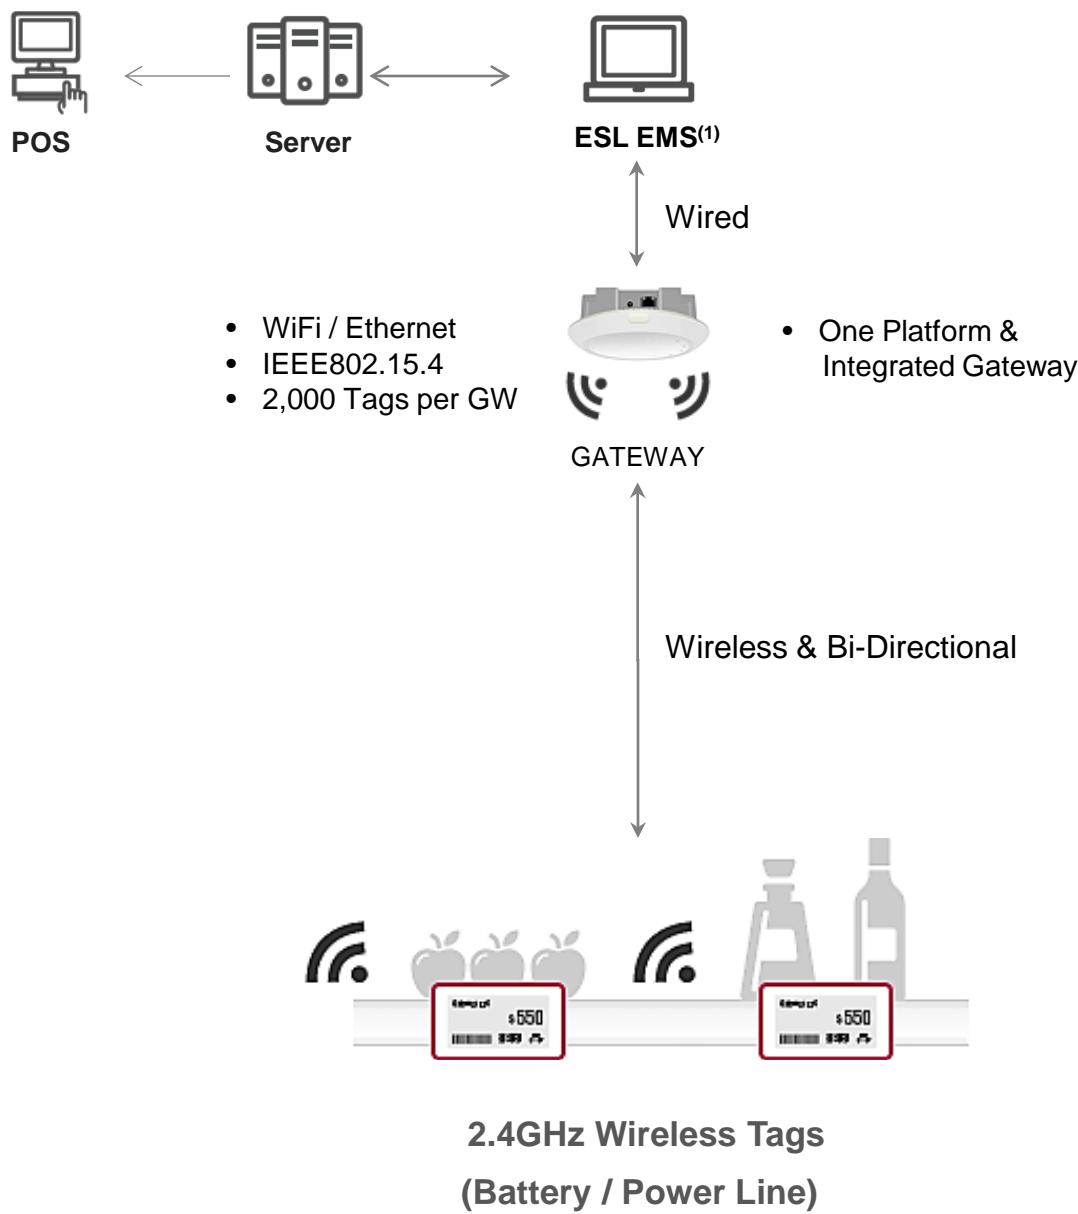 POS
Server
ESL EMS(1)
Wired
• WiFi / Ethernet
• IEEE802.15.4
• 2,000 Tags per GW
• One Platform &
Integrated Gateway
GATEWAY
Wireless & Bi-Directional
$550
$550
2.4GHz Wireless Tags
(Battery / Power Line)